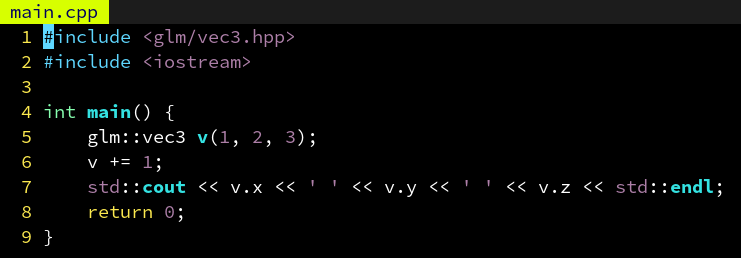 main.cpp
1 #include <glm/vec3.hpp>
2 #include <iostream>
3
4 int main() {
5     glm::vec3 v(1, 2, 3);
6     v += 1;
7     std::cout << v.x << ' ' << v.y << ' ' << v.z << std::endl;
8     return 0;
9 }